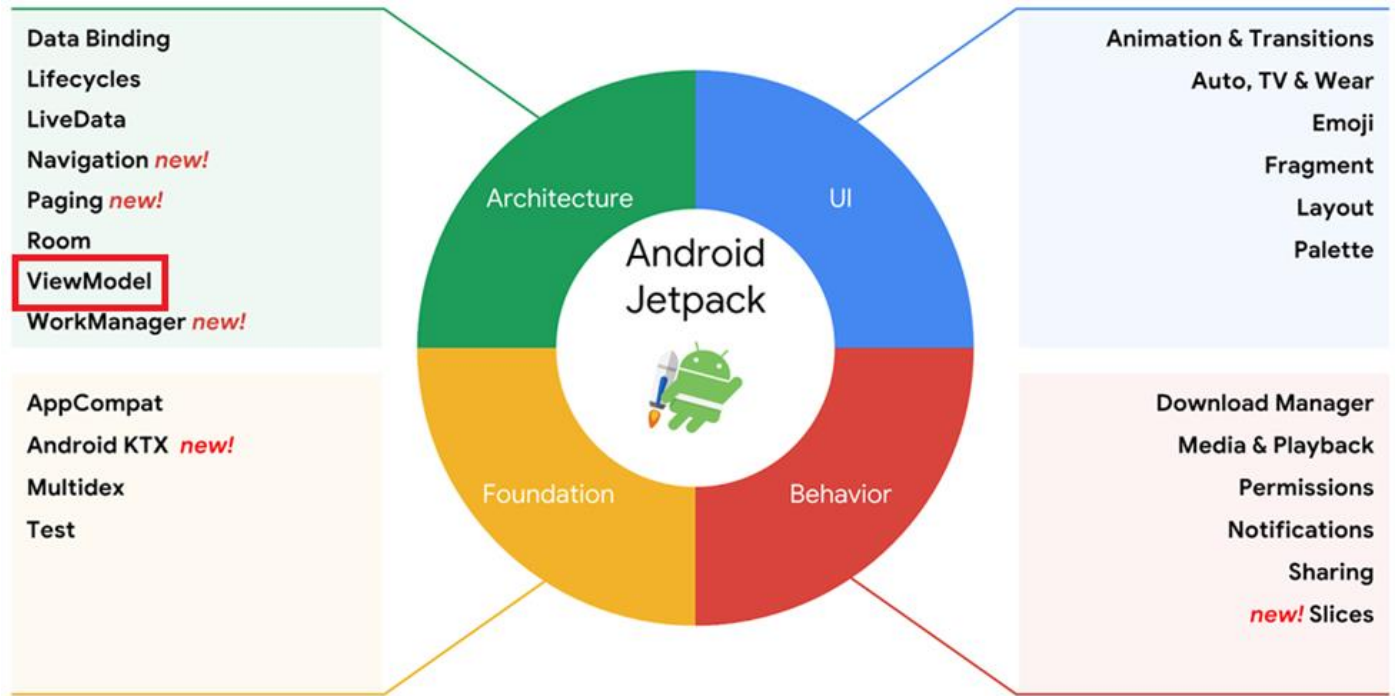 Data Binding
Lifecycles
LiveData
Navigation new!
Paging new!
Room
ViewModel
WorkManager new!
Animation & Transitions
Auto, TV & Wear
Emoji
Fragment
Layout
Palette
Architecture
UI
Android
Jetpack
Foundation
Behavior
AppCompat
Android KTX new!
Multidex
Test
Download Manager
Media & Playback
Permissions
Notifications
Sharing
new! Slices